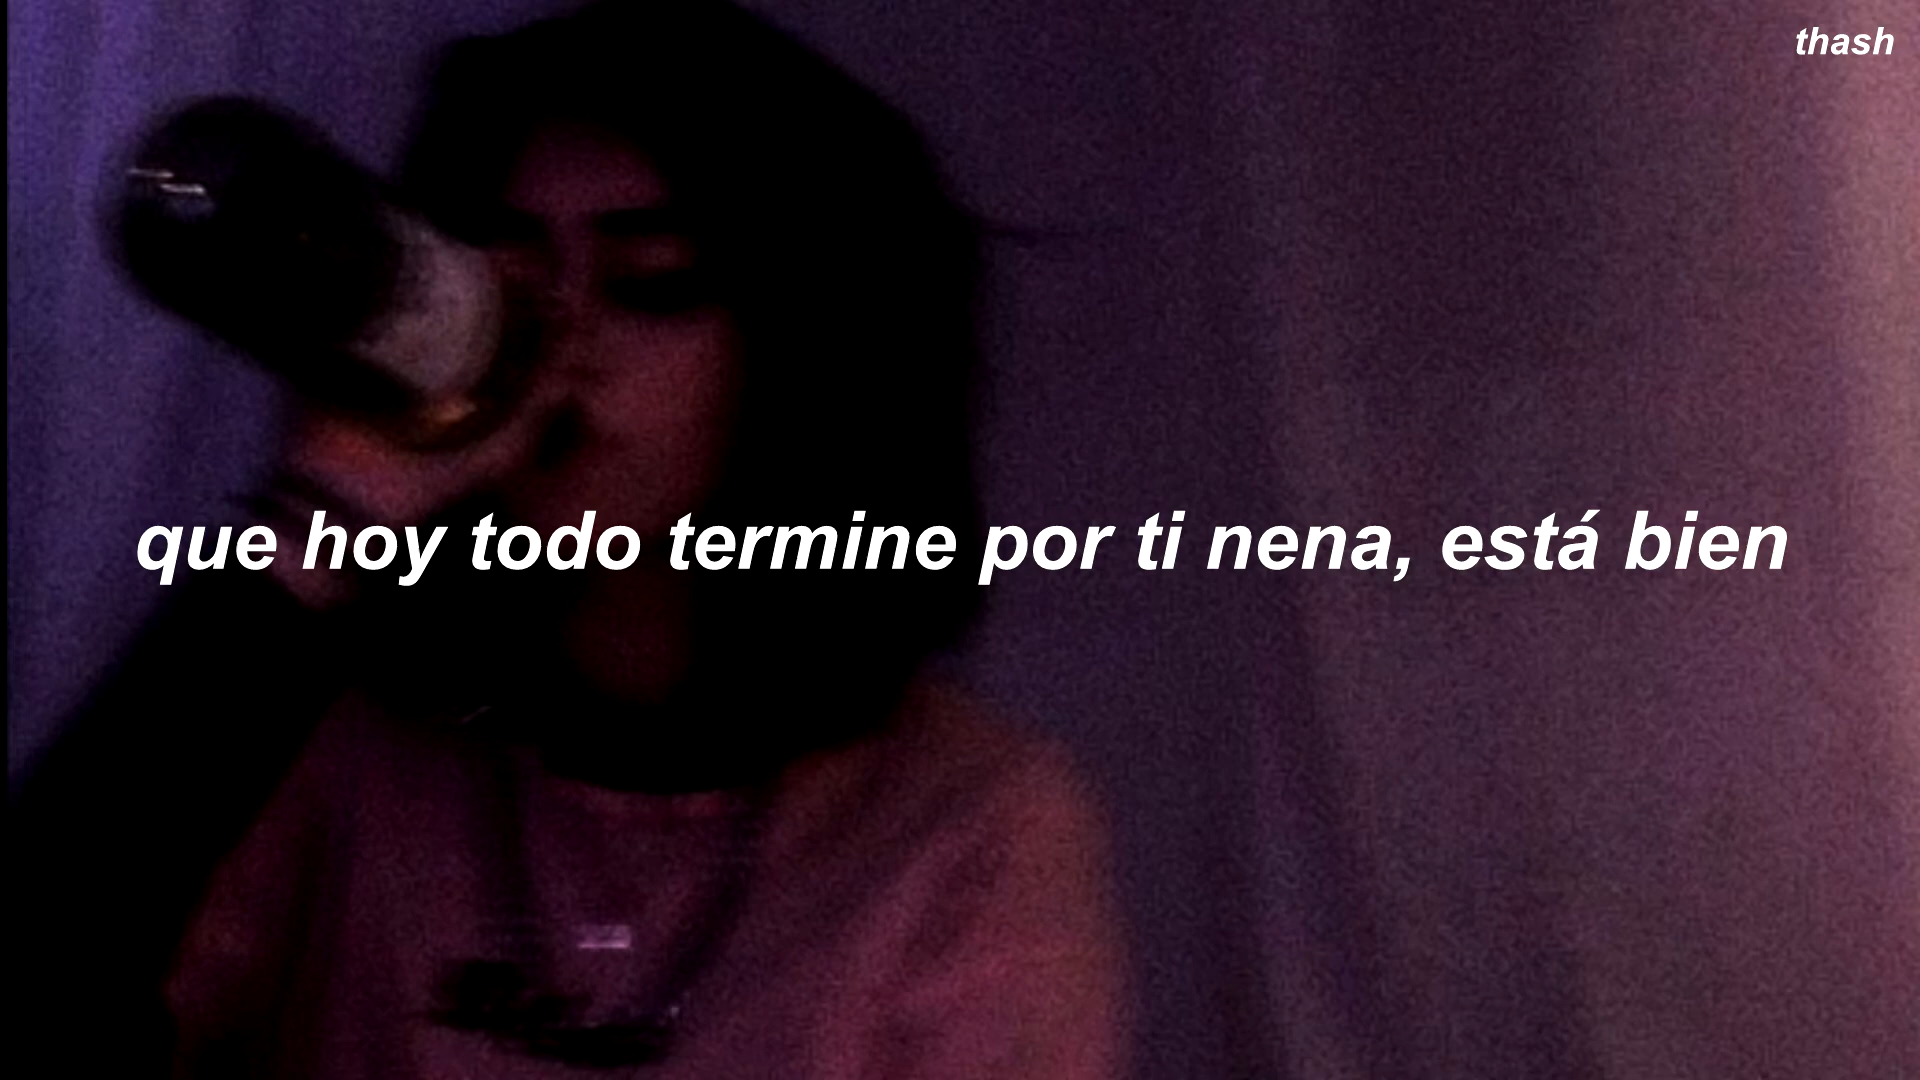 thash
que hoy todo termine por ti nena, está bien